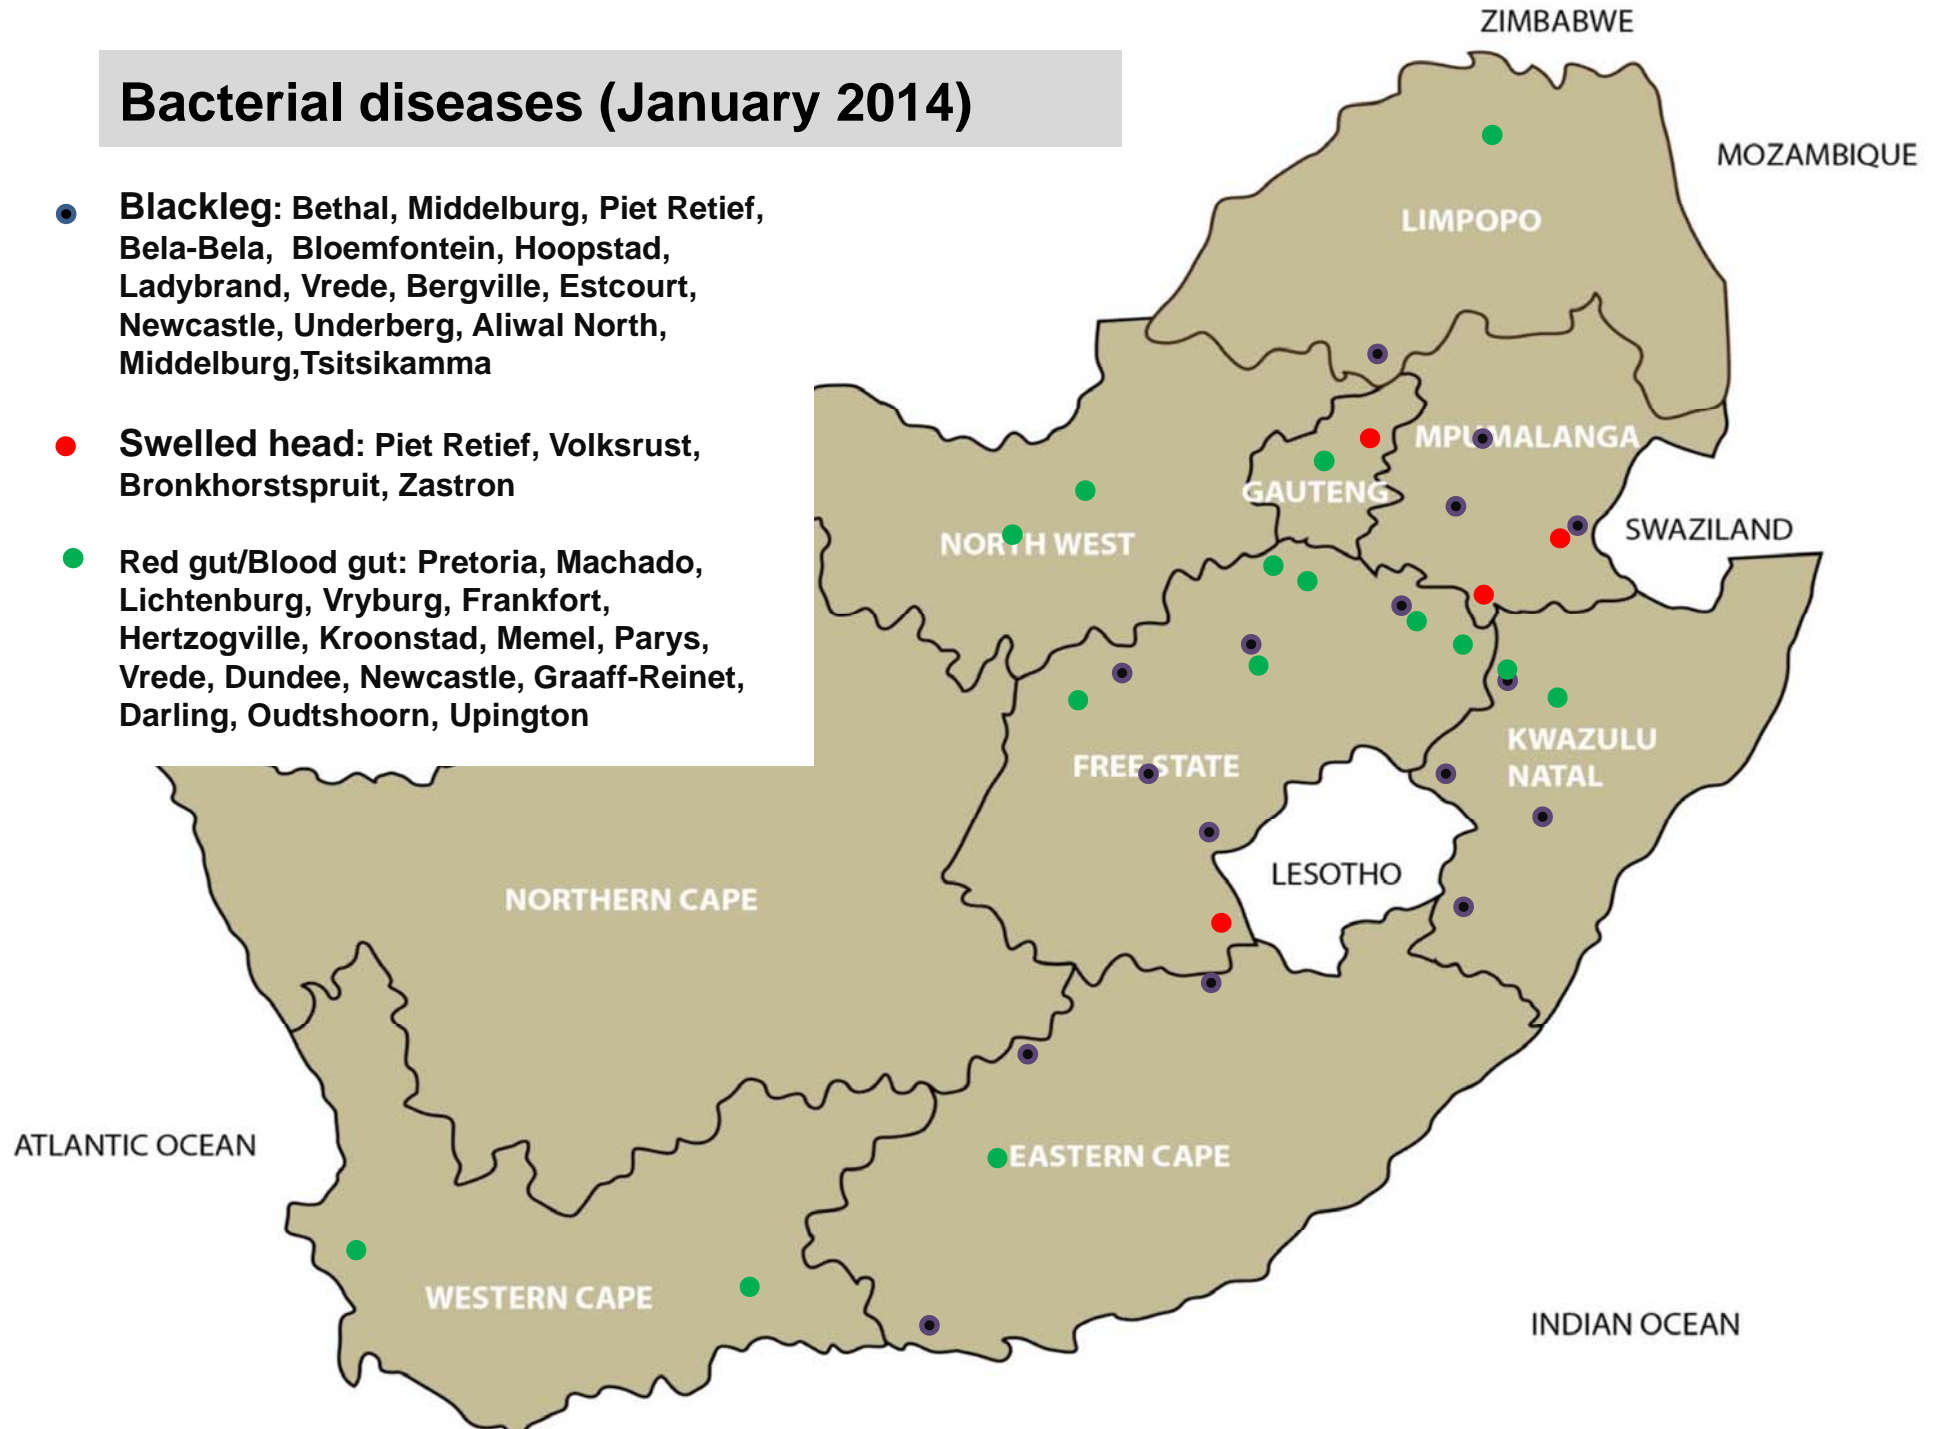 ZIMBABWE
Bacterial diseases (January 2014)
MOZAMBIQUE
Blackleg: Bethal, Middelburg, Piet Retief,
Bela-Bela, Bloemfontein, Hoopstad,
Ladybrand, Vrede, Bergville, Estcourt,
Newcastle, Underberg, Aliwal North,
Middelburg,Tsitsikamma
Swelled head: Piet Retief, Volksrust,
Bronkhorstspruit, Zastron
Red gut/Blood gut: Pretoria, Machado,
Lichtenburg, Vryburg, Frankfort,
Hertzogville, Kroonstad, Memel, Parys,
Vrede, Dundee, Newcastle, Graaff-Reinet,
Darling, Oudtshoorn, Upington
LIMPOPO
MPUMALANGA
GAUTENG
SWAZILAND
NORTH WEST
KWAZULU
NATAL
FREE STATE
LESOTHO
NORTHERN CAPE
ATLANTIC OCEAN
EASTERN CAPE
WESTERN CAPE
INDIAN OCEAN